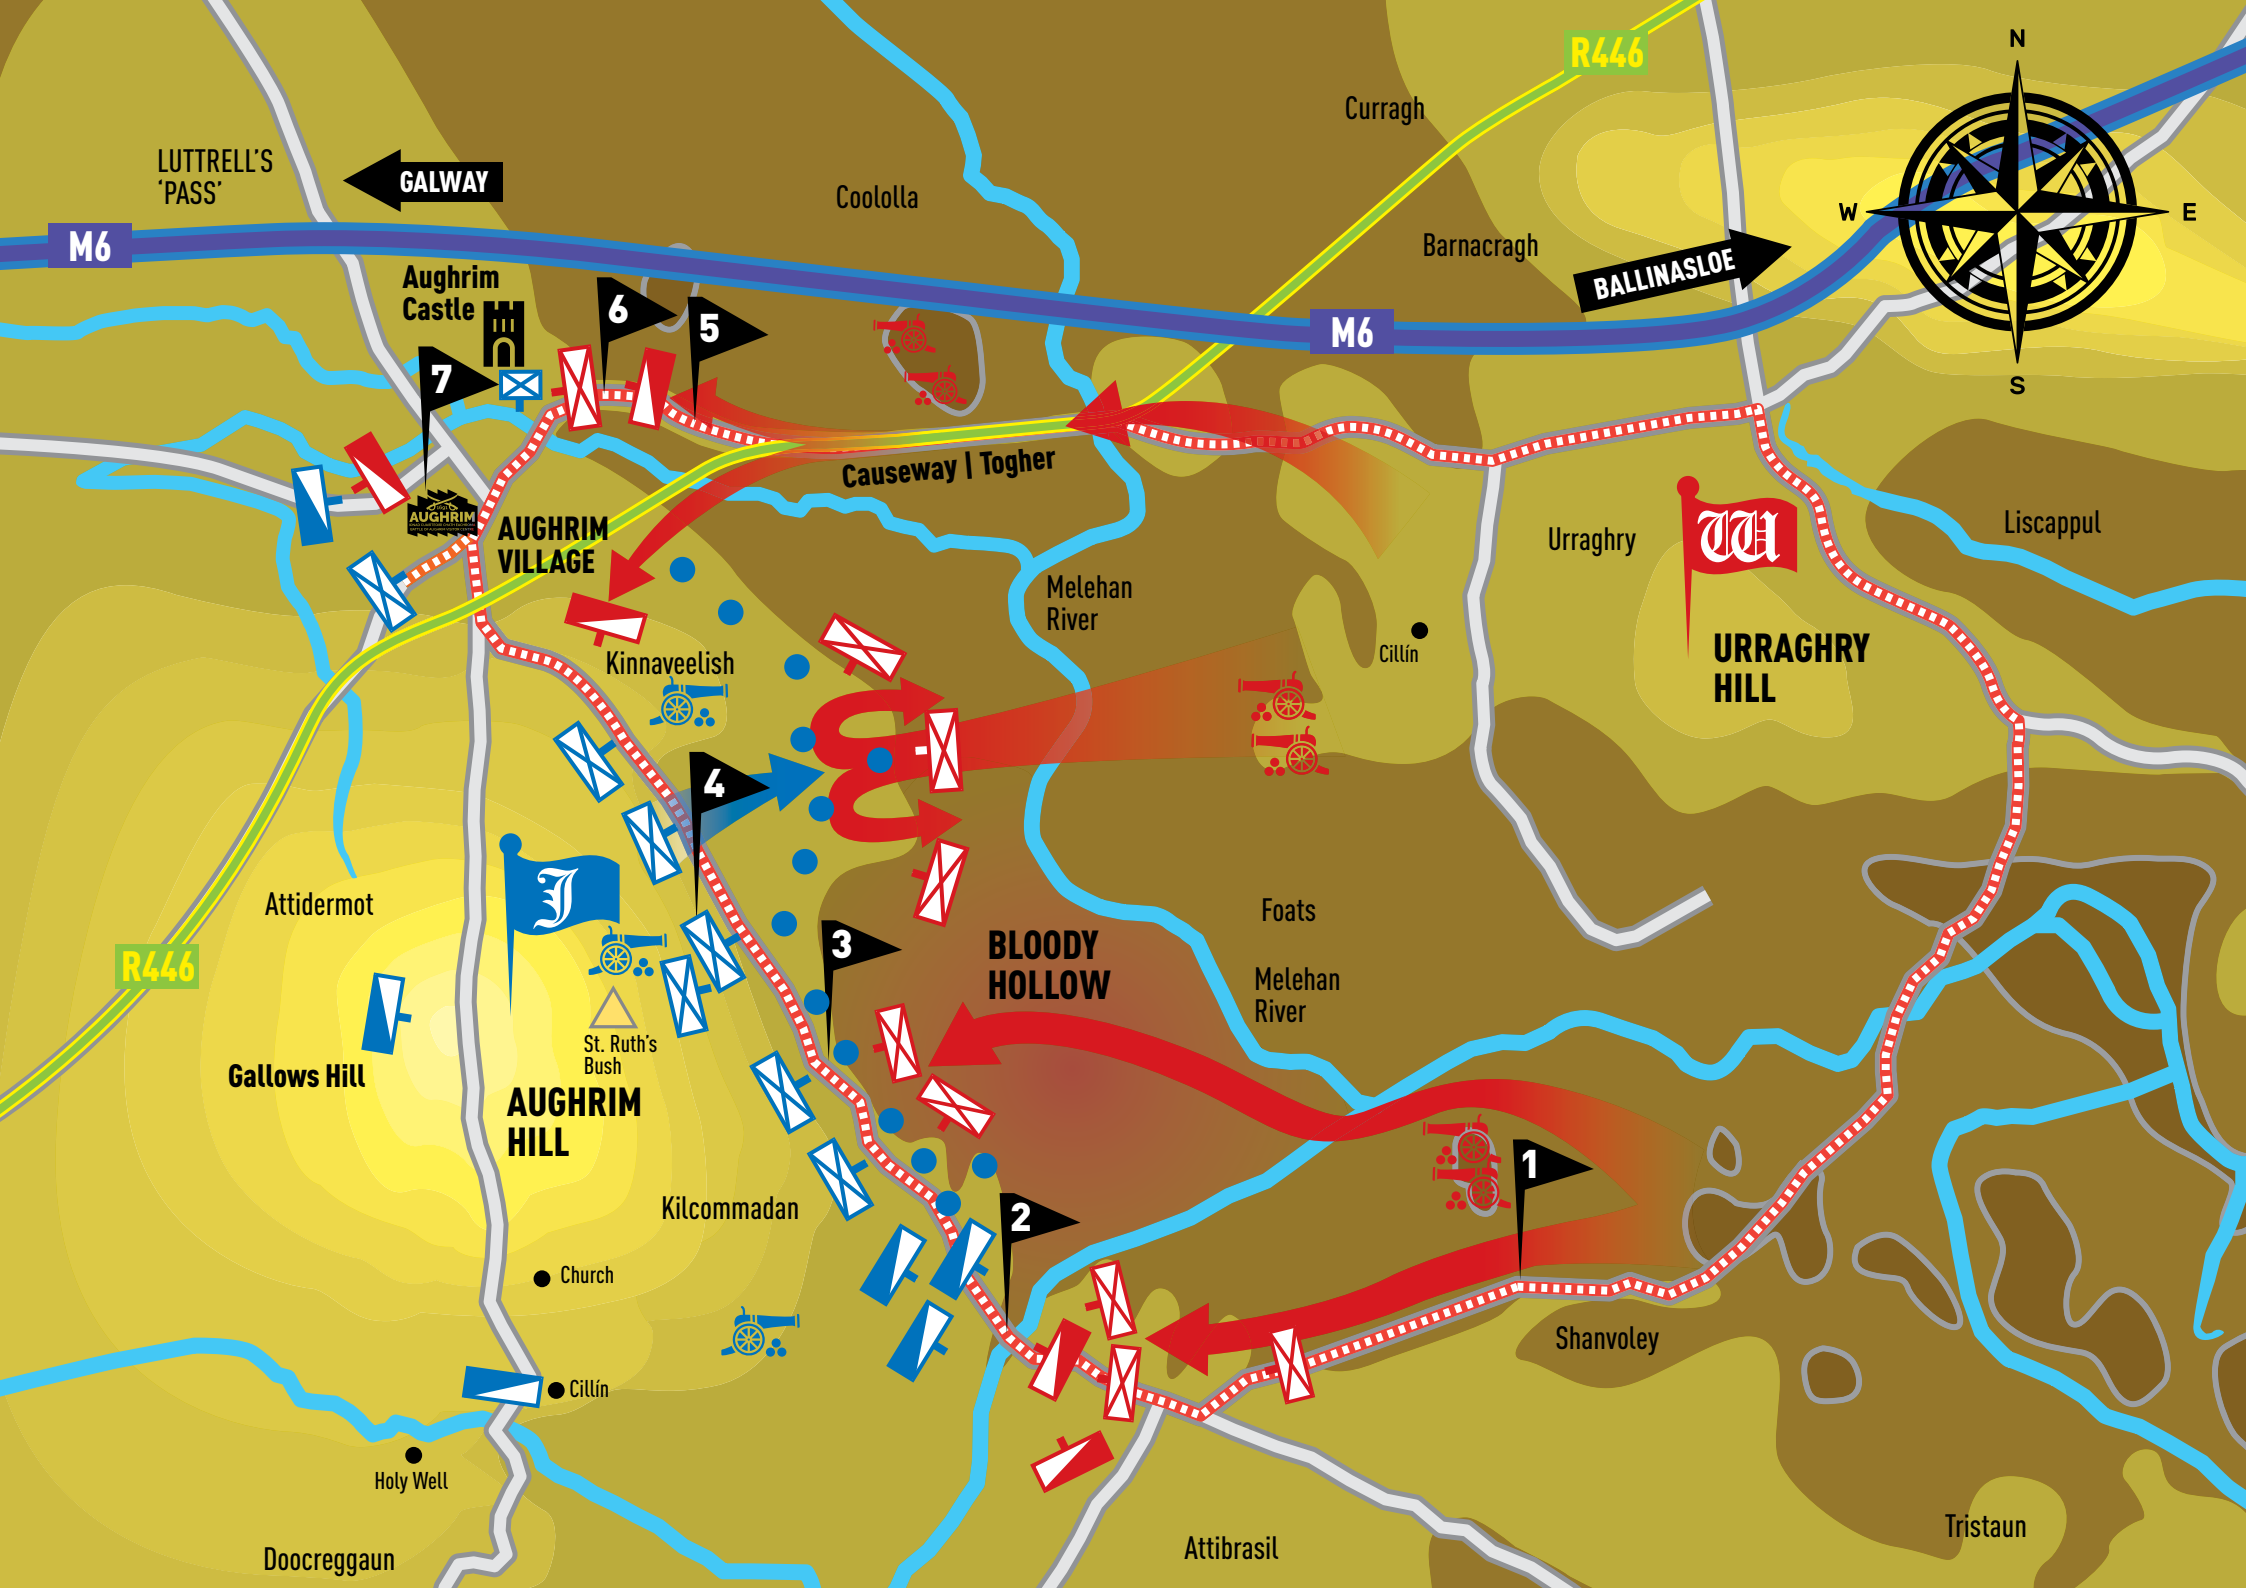 N
R446
Curragh
LUTTRELL'S
'PASS'
GALWAY
Coololla
W
E
M6
Barnacragh
BALLINASLOE
Aughrim
Castle
6
5
M6
S
7
Causeway | Togher
1691
AUGHRIM
AUGHRIM
VILLAGE
Urraghry
W
Liscappul
Melehan
River
Kinnaveelish
Cillín
URRAGHRY
HILL
4
Attidermot
J
3
BLOODY
HOLLOW
Foats
R446
Melehan
River
St. Ruth's
Bush
Gallows Hill
AUGHRIM
HILL
1
Kilcommadan
2
Church
Shanvoley
Cillín
Holy Well
Tristaun
Doocreggaun
Attibrasil